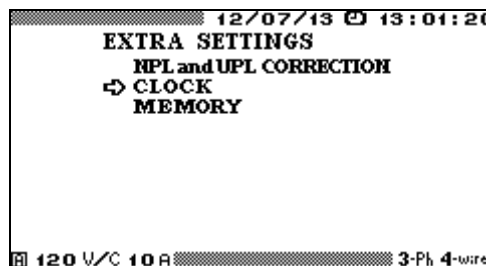 12/07/13 13:01:20
EXTRA SETTINGS
NPL and UPL CORRECTION
CLOCK
MEMORY
A 120 V/C 10 A 3-Ph 4-wire